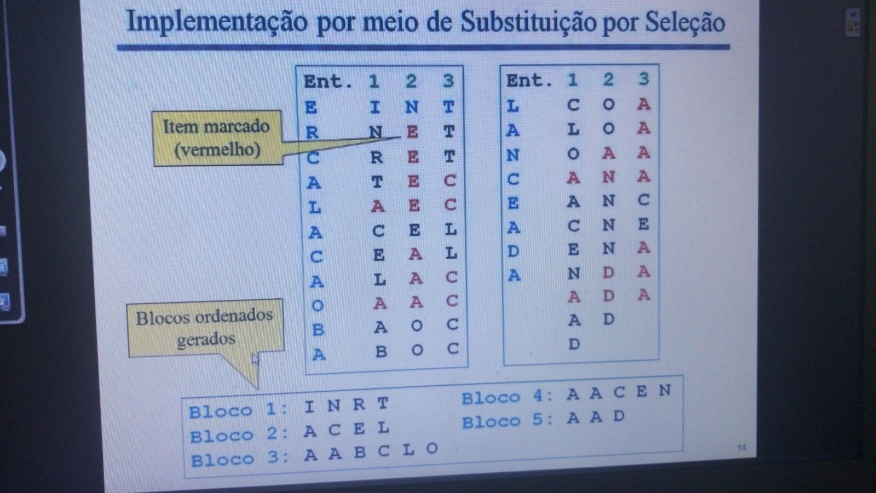 Implementação por meio de Substituição por Seleção
Ent. 1 2 3
E I N T
R N E T
C R E T
A T E C
L A E C
A C E L
C E A L
A L A C
O A A C
B A O C
A B O C
Ent. 1 2 3
L C O A
A L O A
N O A A
C A N A
E A N C
A C N E
D E N A
A N D A
A D A
A D
D
Item marcado
(vermelho)
Blocos ordenados
gerados
Bloco 1: I N R T
Bloco 2: A C E L
Bloco 3: A A B C L O
Bloco 4: A A C E N
Bloco 5: A A D
14